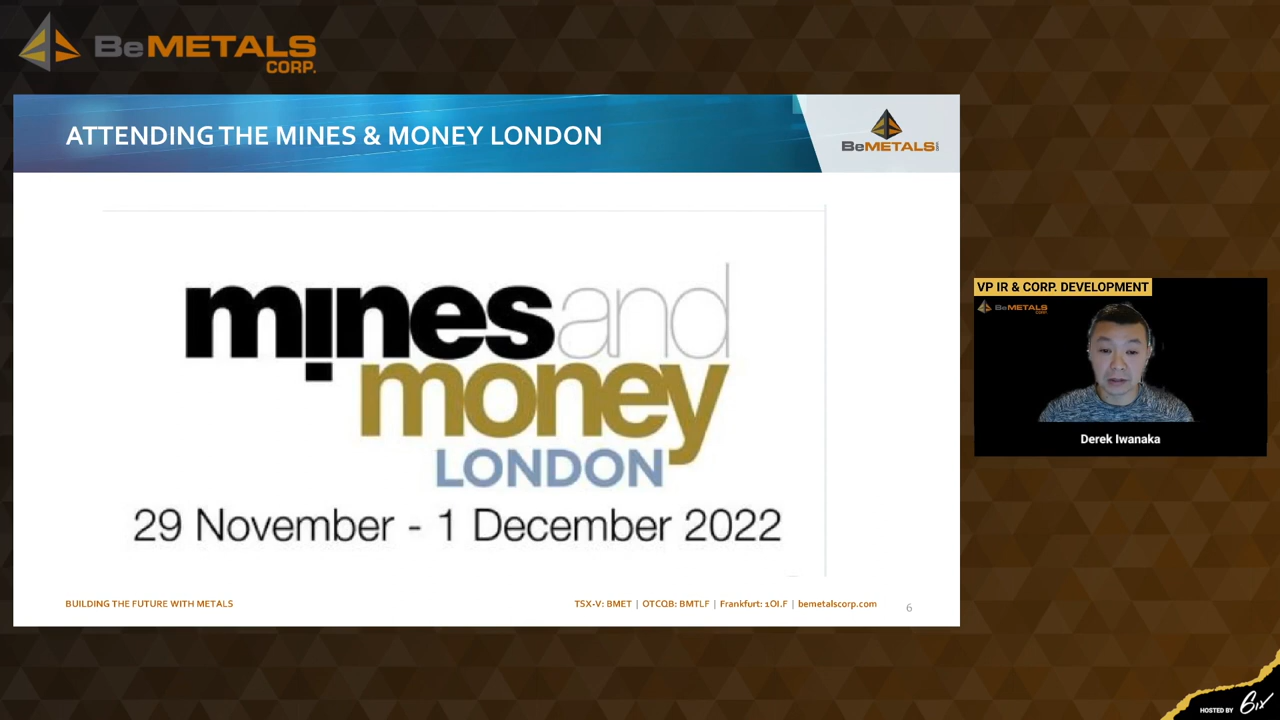 BeMETALS
CORP.
ATTENDING THE MINES & MONEY LONDON
BeMETALS
mines and
money
LONDON
29 November - 1 December 2022
BUILDING THE FUTURE WITH METALS
TSX-V: BMET | OTCQB: BMTLF | Frankfurt: 1OI.F | bemetalscorp.com
6
VP IR & CORP. DEVELOPMENT
BeMETALS
CORP.
Derek Iwanaka
HOSTED BY 6ix